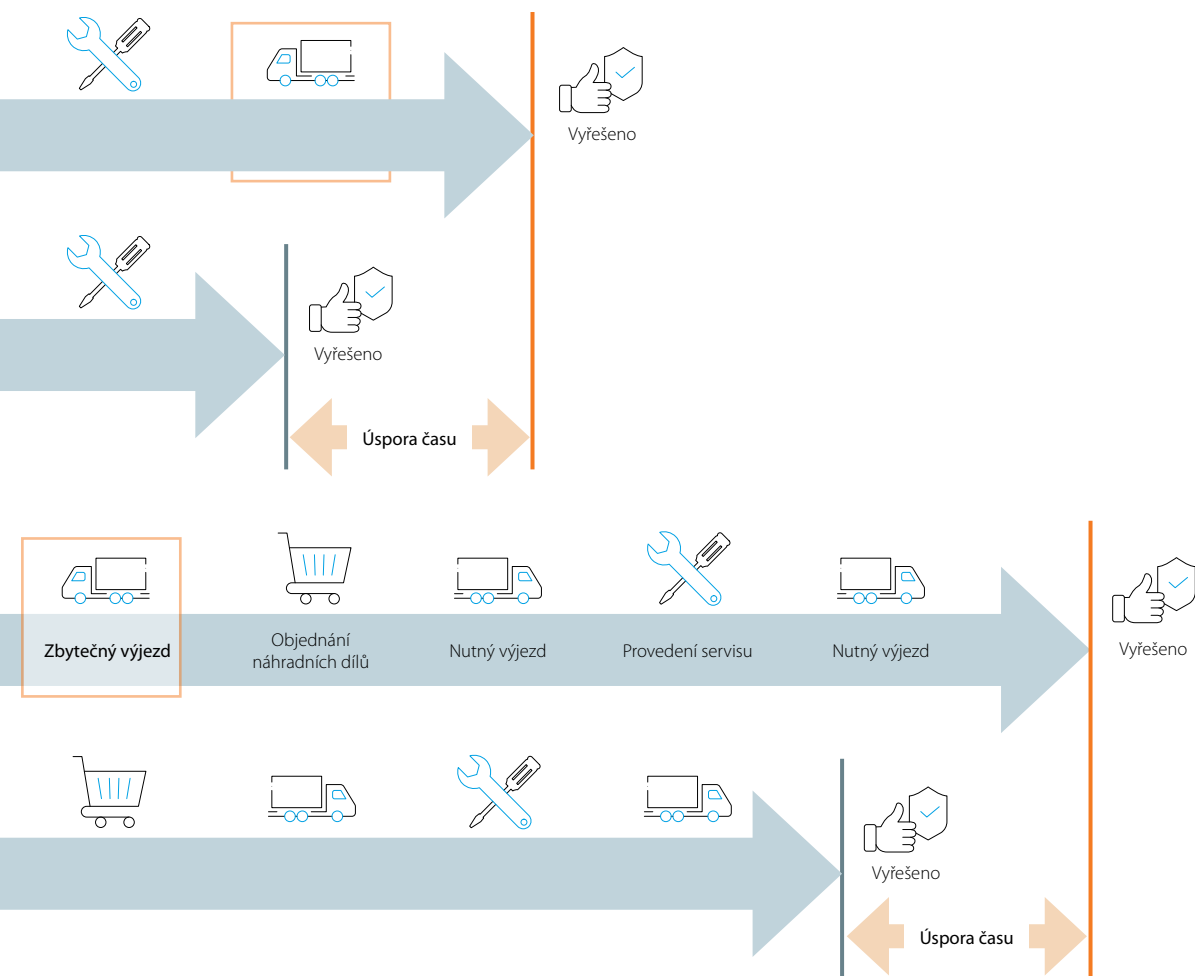 Vyřešeno
Vyřešeno
Úspora času
Zbytečný výjezd
Objednání
náhradních dílů
Nutný výjezd
Provedení servisu
Nutný výjezd
Vyřešeno
Vyřešeno
Úspora času